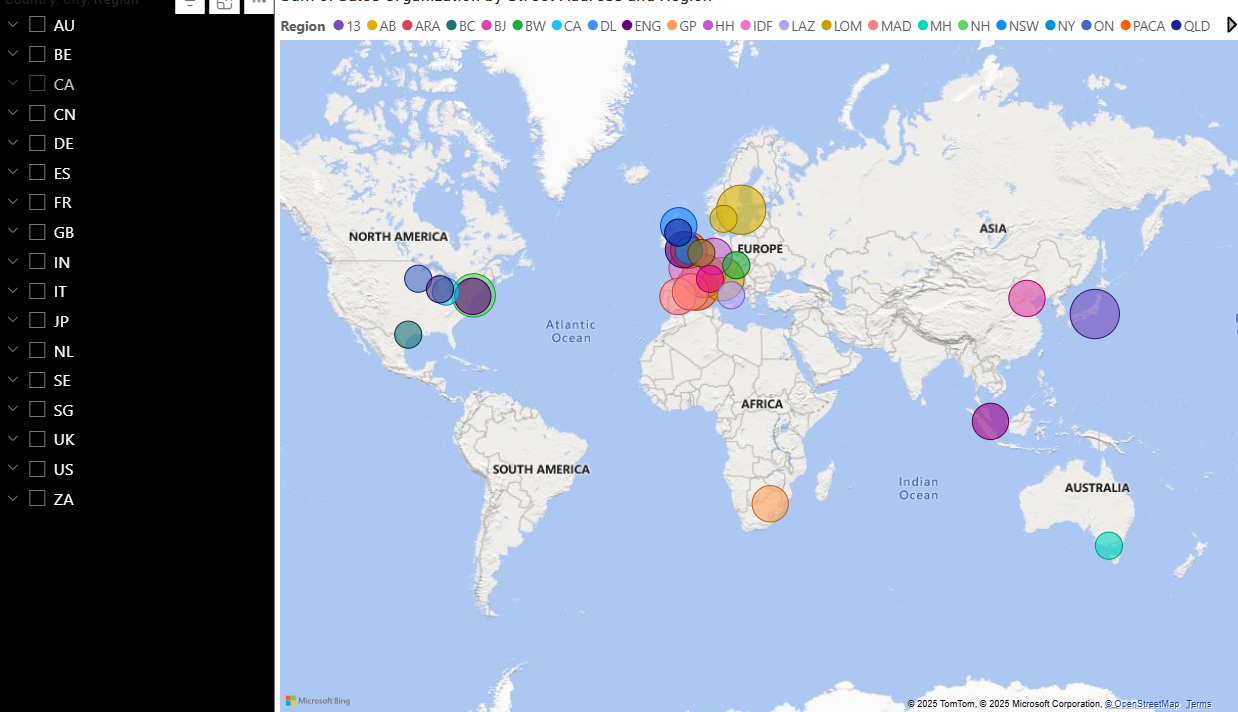 Country, City, Region
Sum of Sales Organization by Street Address and Region
Region 13 AB ARA BC BJ BW CA DL ENG GP HH IDF LAZ LOM MAD MH NH NSW NY ON PACA QLD
AU
BE
CA
CN
DE
ES
FR
GB
IN
IT
JP
NL
SE
SG
UK
US
ZA
NORTH AMERICA
EUROPE
ASIA
Atlantic
Ocean
AFRICA
SOUTH AMERICA
Indian
Ocean
AUSTRALIA
Microsoft Bing
© 2025 TomTom, © 2025 Microsoft Corporation, © OpenStreetMap Terms